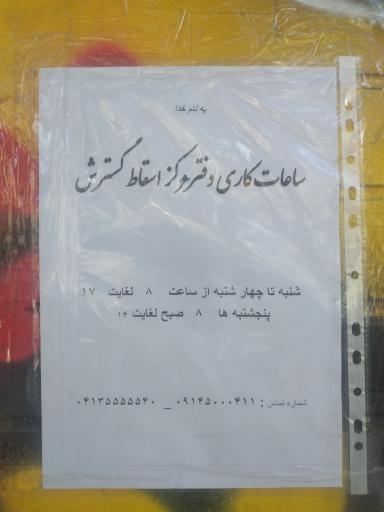 به نام خدا
ساعات کاری دفتر مرکز اسقاط گسترش
شنبه تا چهار شنبه از ساعت ۸ لغایت ۱۷
پنجشنبه ها ۸ صبح لغایت ۱۴
شماره تماس : ۰۹۱۴۵۰۰۰۴۱۱ _ ۰۴۱۳۵۵۵۵۵۴۰